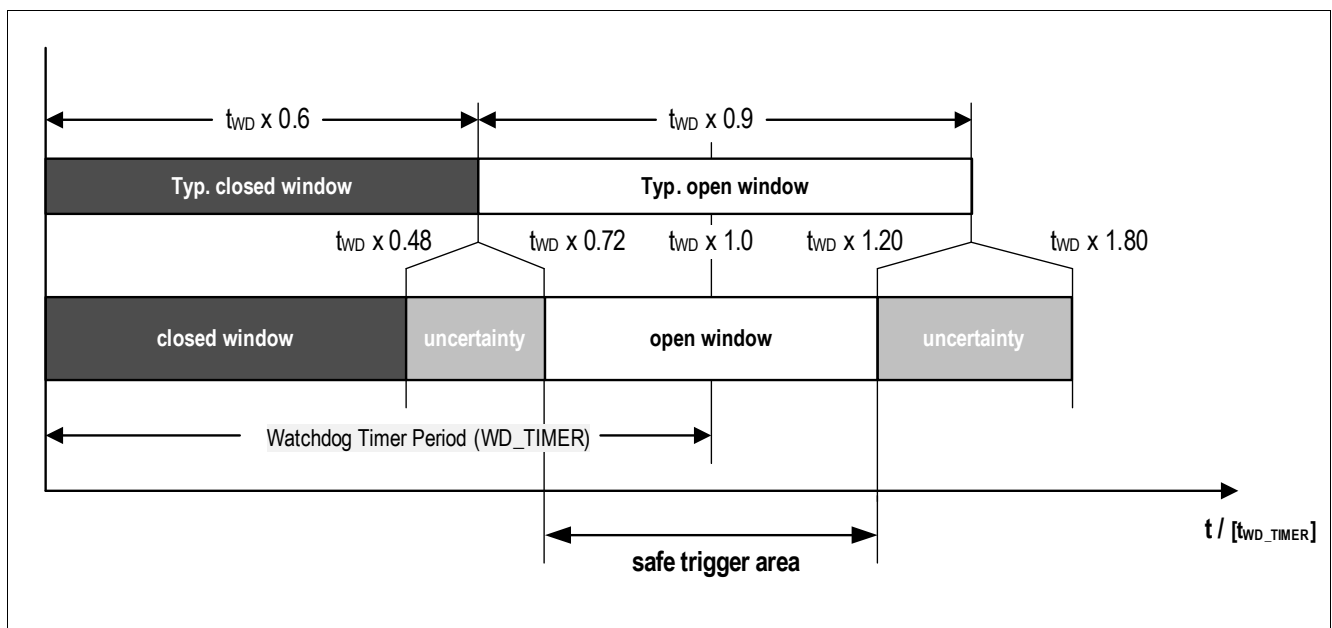 tWD x 0.6
tWD x 0.9
Typ. closed window
Typ. open window
tWD x 0.48
tWD x 0.72
tWD x 1.0
tWD x 1.20
tWD x 1.80
closed window
uncertainty
open window
uncertainty
Watchdog Timer Period (WD_TIMER)
t / [tWD_TIMER]
safe trigger area